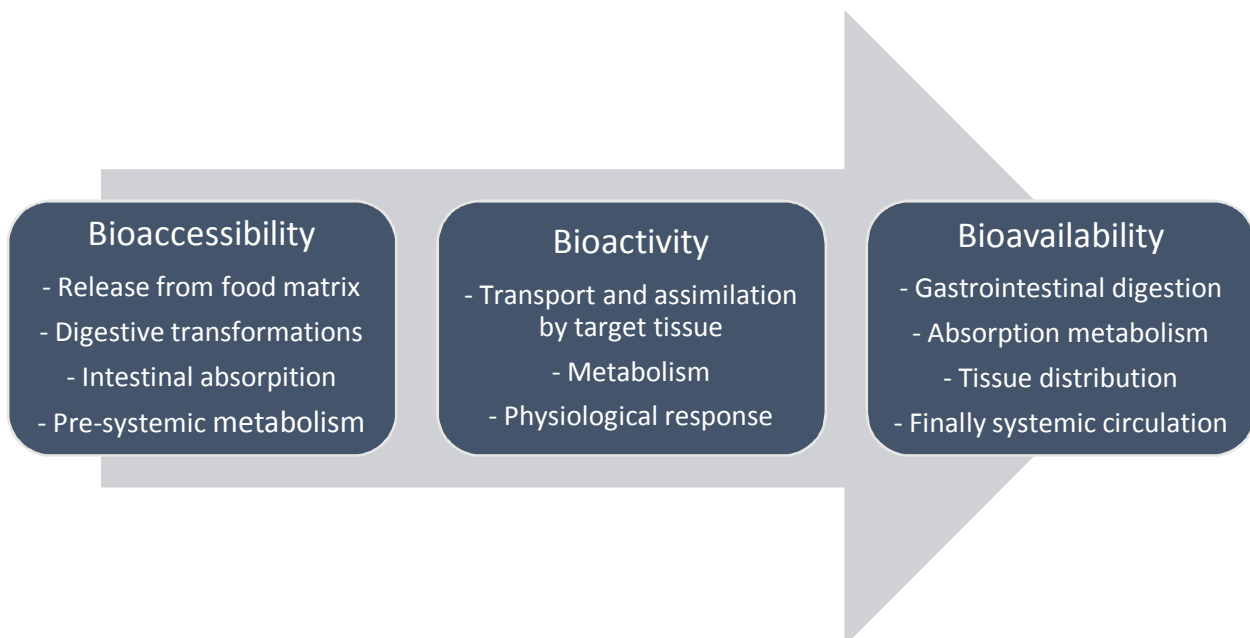 Bioaccessibility
- Release from food matrix
- Digestive transformations
- Intestinal absorpition
- Pre-systemic metabolism
Bioactivity
- Transport and assimilation
by target tissue
- Metabolism
- Physiological response
Bioavailability
- Gastrointestinal digestion
- Absorption metabolism
- Tissue distribution
- Finally systemic circulation